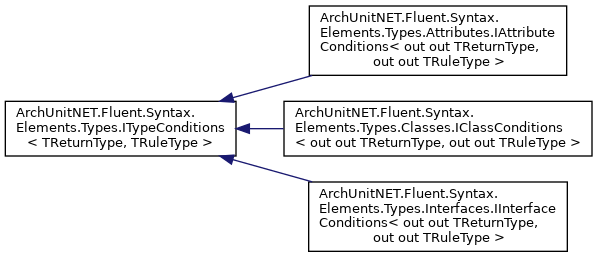 ArchUnitNET.Fluent.Syntax.
Elements.Types.Attributes.IAttribute
Conditions< out out TReturnType,
out out TRuleType >
ArchUnitNET.Fluent.Syntax.
Elements.Types.ITypeConditions
< TReturnType, TRuleType >
ArchUnitNET.Fluent.Syntax.
Elements.Types.Classes.IClassConditions
< out out TReturnType, out out TRuleType >
ArchUnitNET.Fluent.Syntax.
Elements.Types.Interfaces.IInterface
Conditions< out out TReturnType,
out out TRuleType >